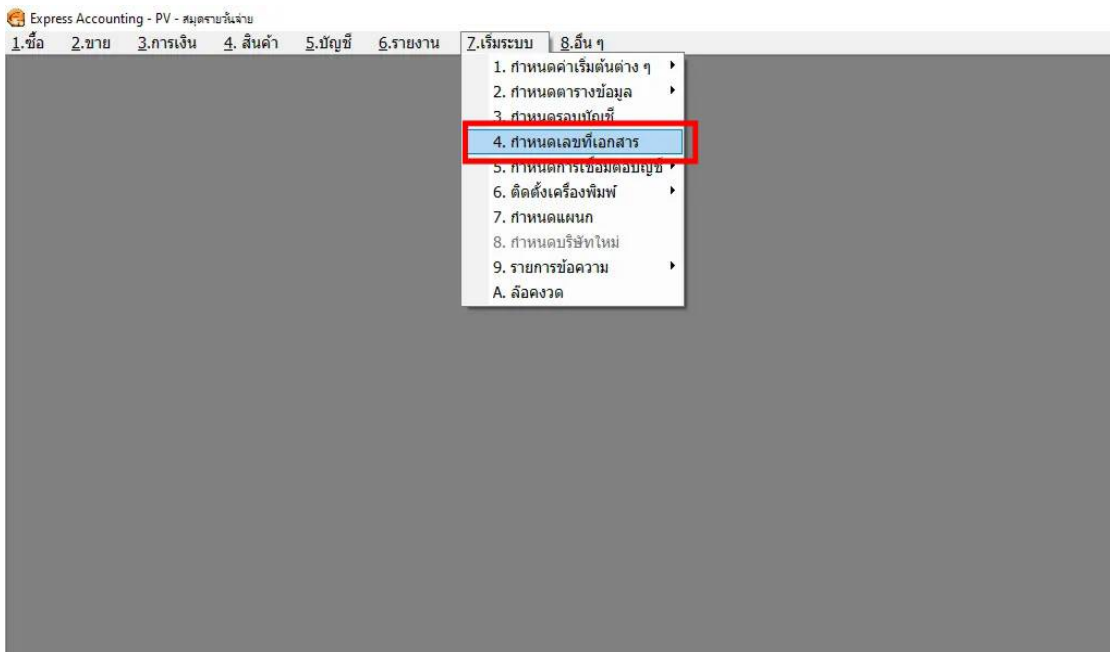 Express Accounting - PV - สมุดรายวันจ่าย
1.ซื้อ 2.ขาย 3.การเงิน 4. สินค้า 5.บัญชี 6.รายงาน 7.เริ่มระบบ 8.อื่น ๆ
1. กำหนดค่าเริ่มต้นต่าง ๆ
2. กำหนดตารางข้อมูล
3. กำหนดรอบบัญชี
4. กำหนดเลขที่เอกสาร
5. กำหนดการเชื่อมต่อบัญชี
6. ติดตั้งเครื่องพิมพ์
7. กำหนดแผนก
8. กำหนดบริษัทใหม่
9. รายการข้อความ
A. ล๊อคงวด